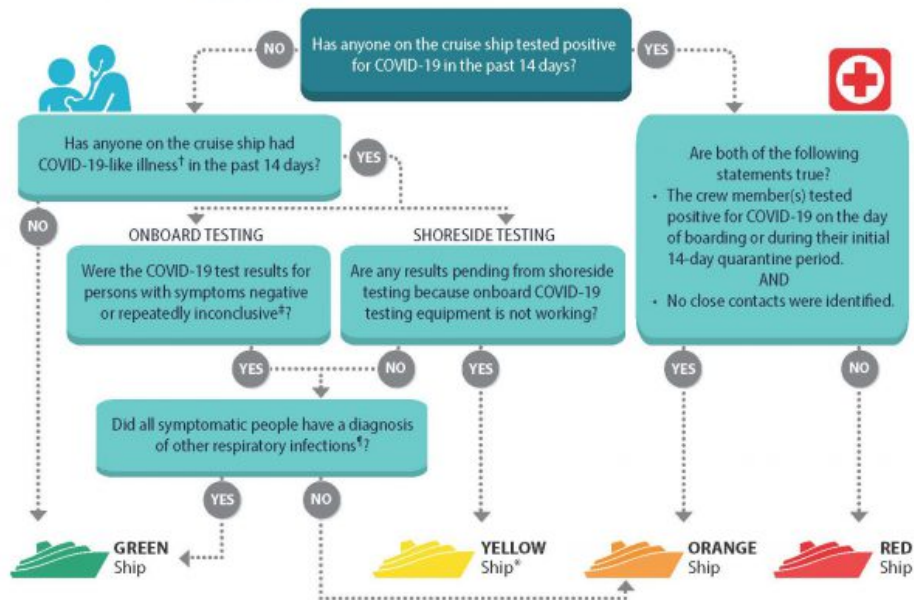 Has anyone on the cruise ship tested positive
for COVID-19 in the past 14 days?
NO
YES
Has anyone on the cruise ship had
COVID-19-like illness† in the past 14 days?
YES
NO
Are both of the following
statements true?
• The crew member(s) tested
positive for COVID-19 on the day
of boarding or during their initial
14-day quarantine period.
AND
• No close contacts were identified.
ONBOARD TESTING
Were the COVID-19 test results for
persons with symptoms negative
or repeatedly inconclusive‡?
SHORESIDE TESTING
Are any results pending from shoreside
testing because onboard COVID-19
testing equipment is not working?
YES
NO
YES
YES
NO
Did all symptomatic people have a diagnosis
of other respiratory infections¶?
YES
NO
GREEN
Ship
YELLOW
Ship®
ORANGE
Ship
RED
Ship